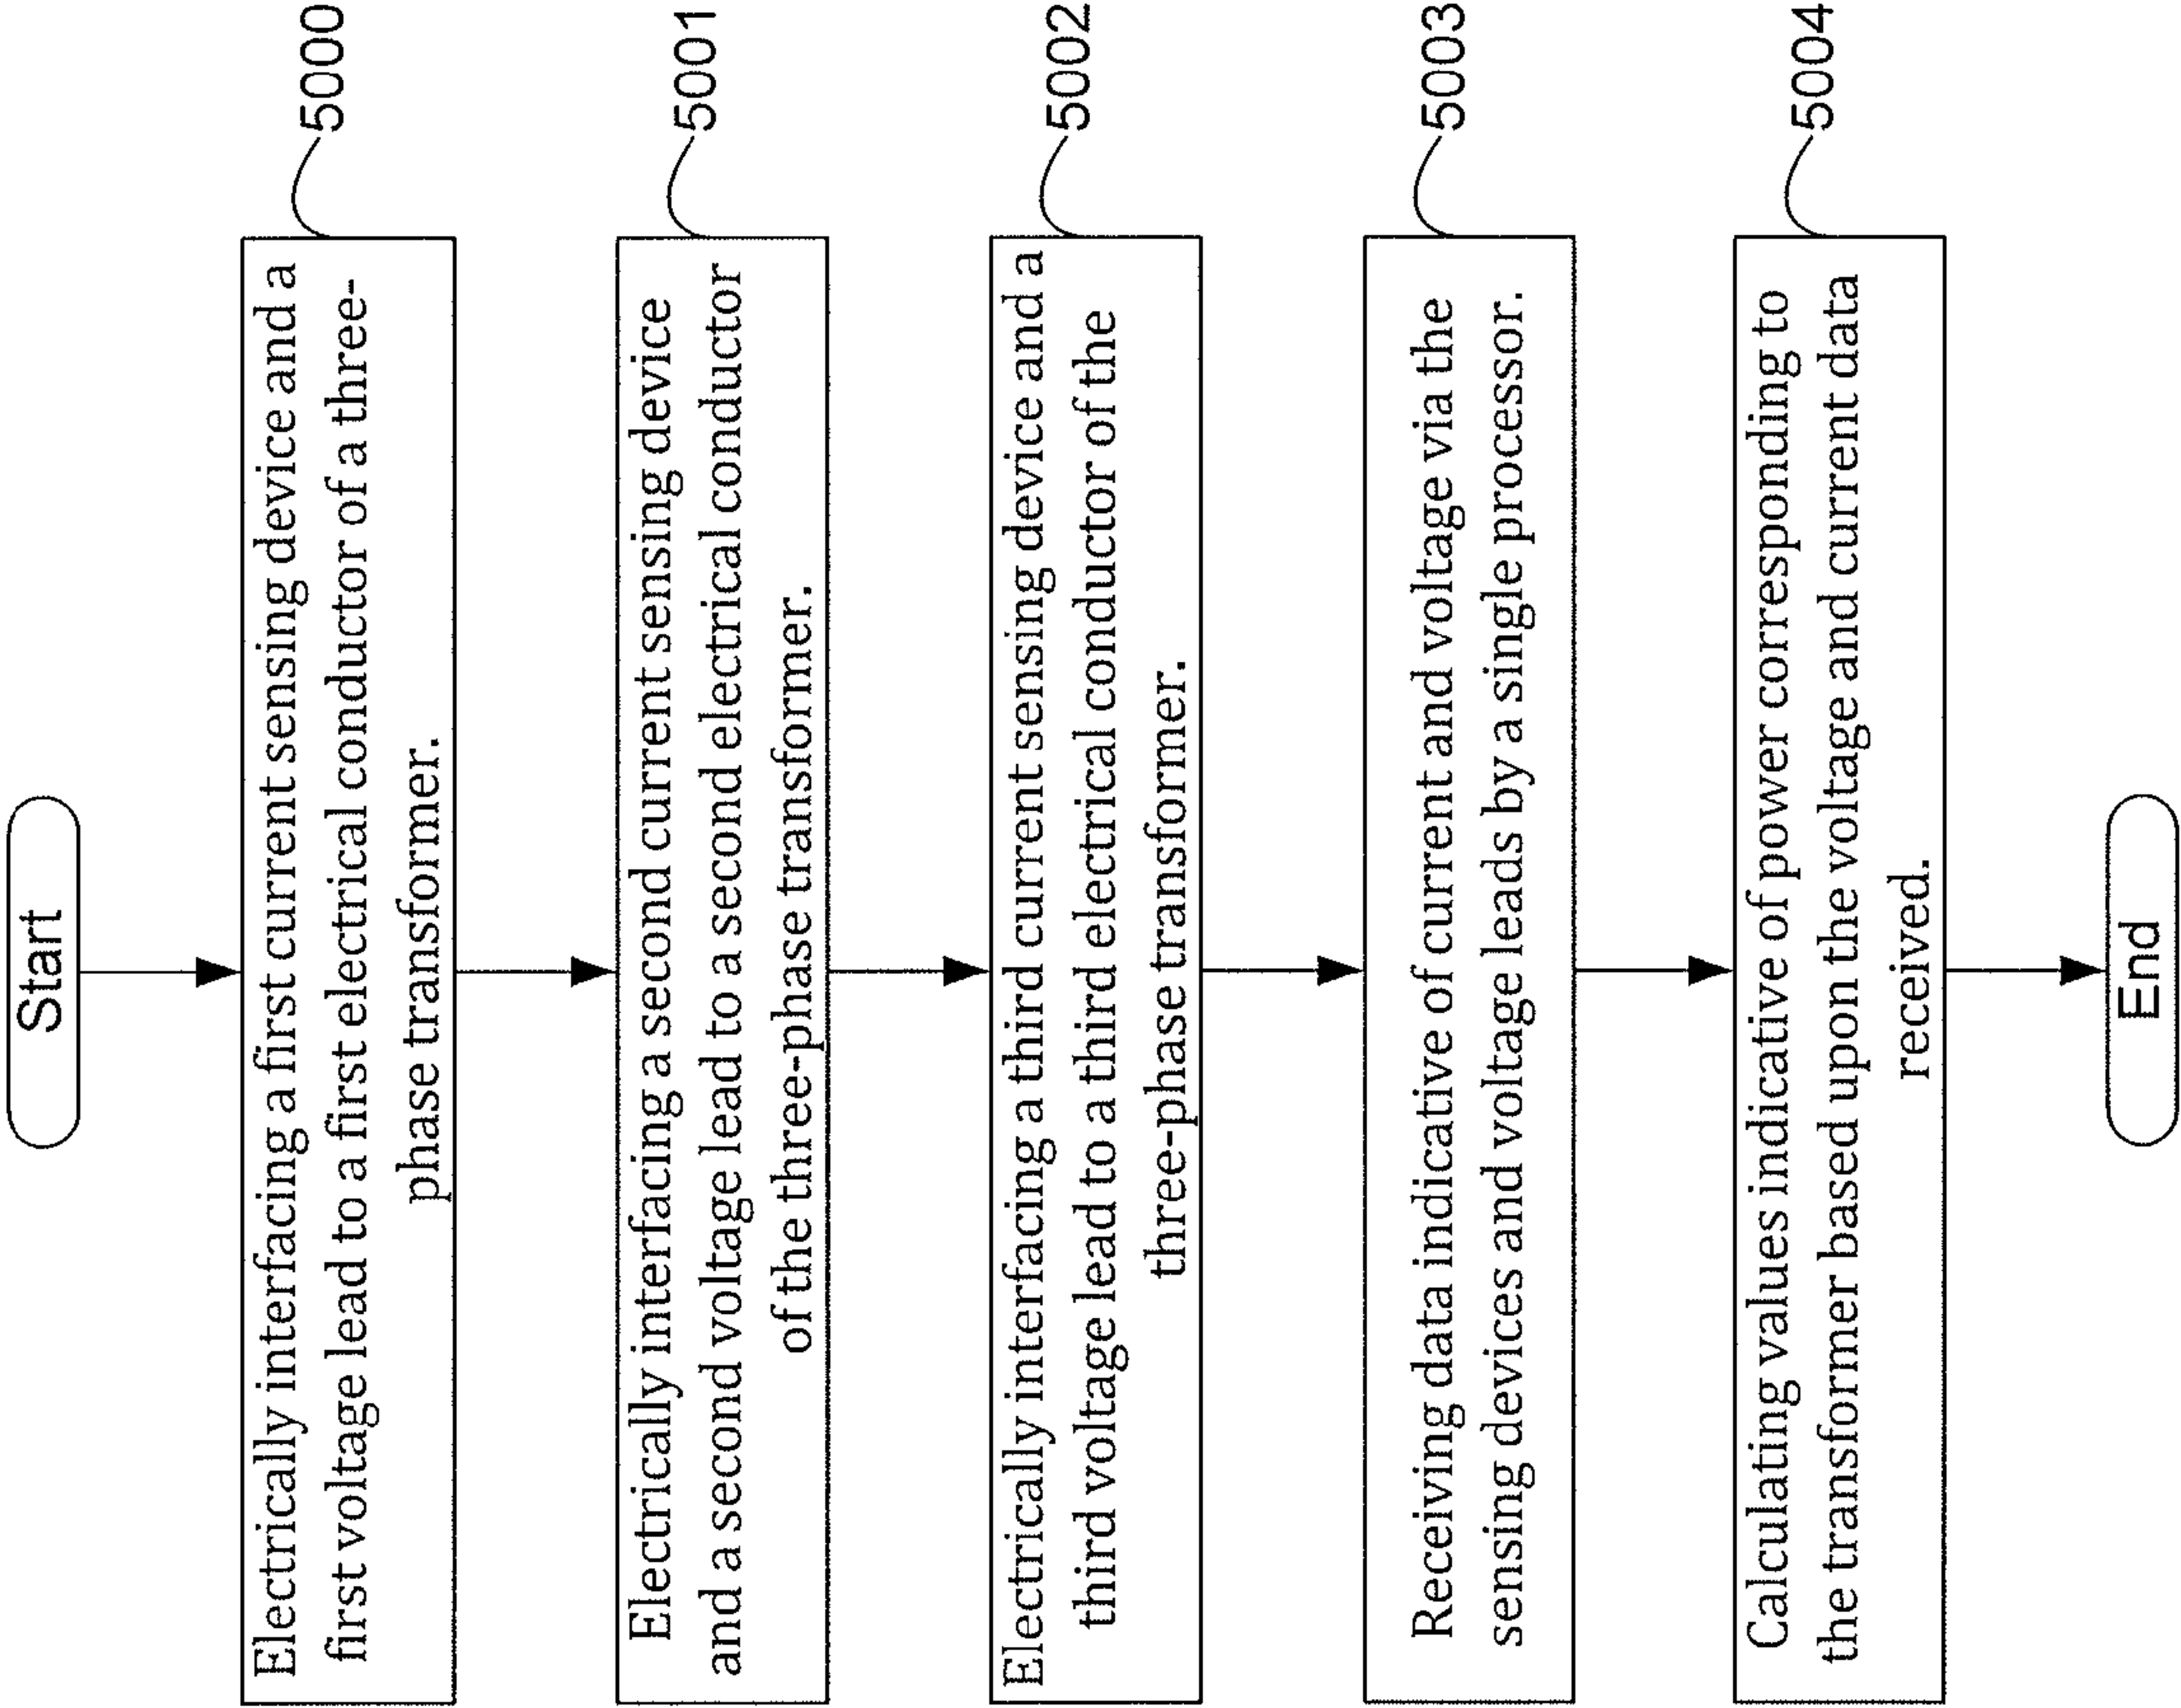 Start
Electrically interfacing a first current sensing device and a
first voltage lead to a first electrical conductor of a three-
phase transformer.
5000
Electrically interfacing a second current sensing device
and a second voltage lead to a second electrical conductor
of the three-phase transformer.
5001
Electrically interfacing a third current sensing device and a
third voltage lead to a third electrical conductor of the
three-phase transformer.
5002
Receiving data indicative of current and voltage via the
sensing devices and voltage leads by a single processor.
5003
Calculating values indicative of power corresponding to
the transformer based upon the voltage and current data
received.
5004
End